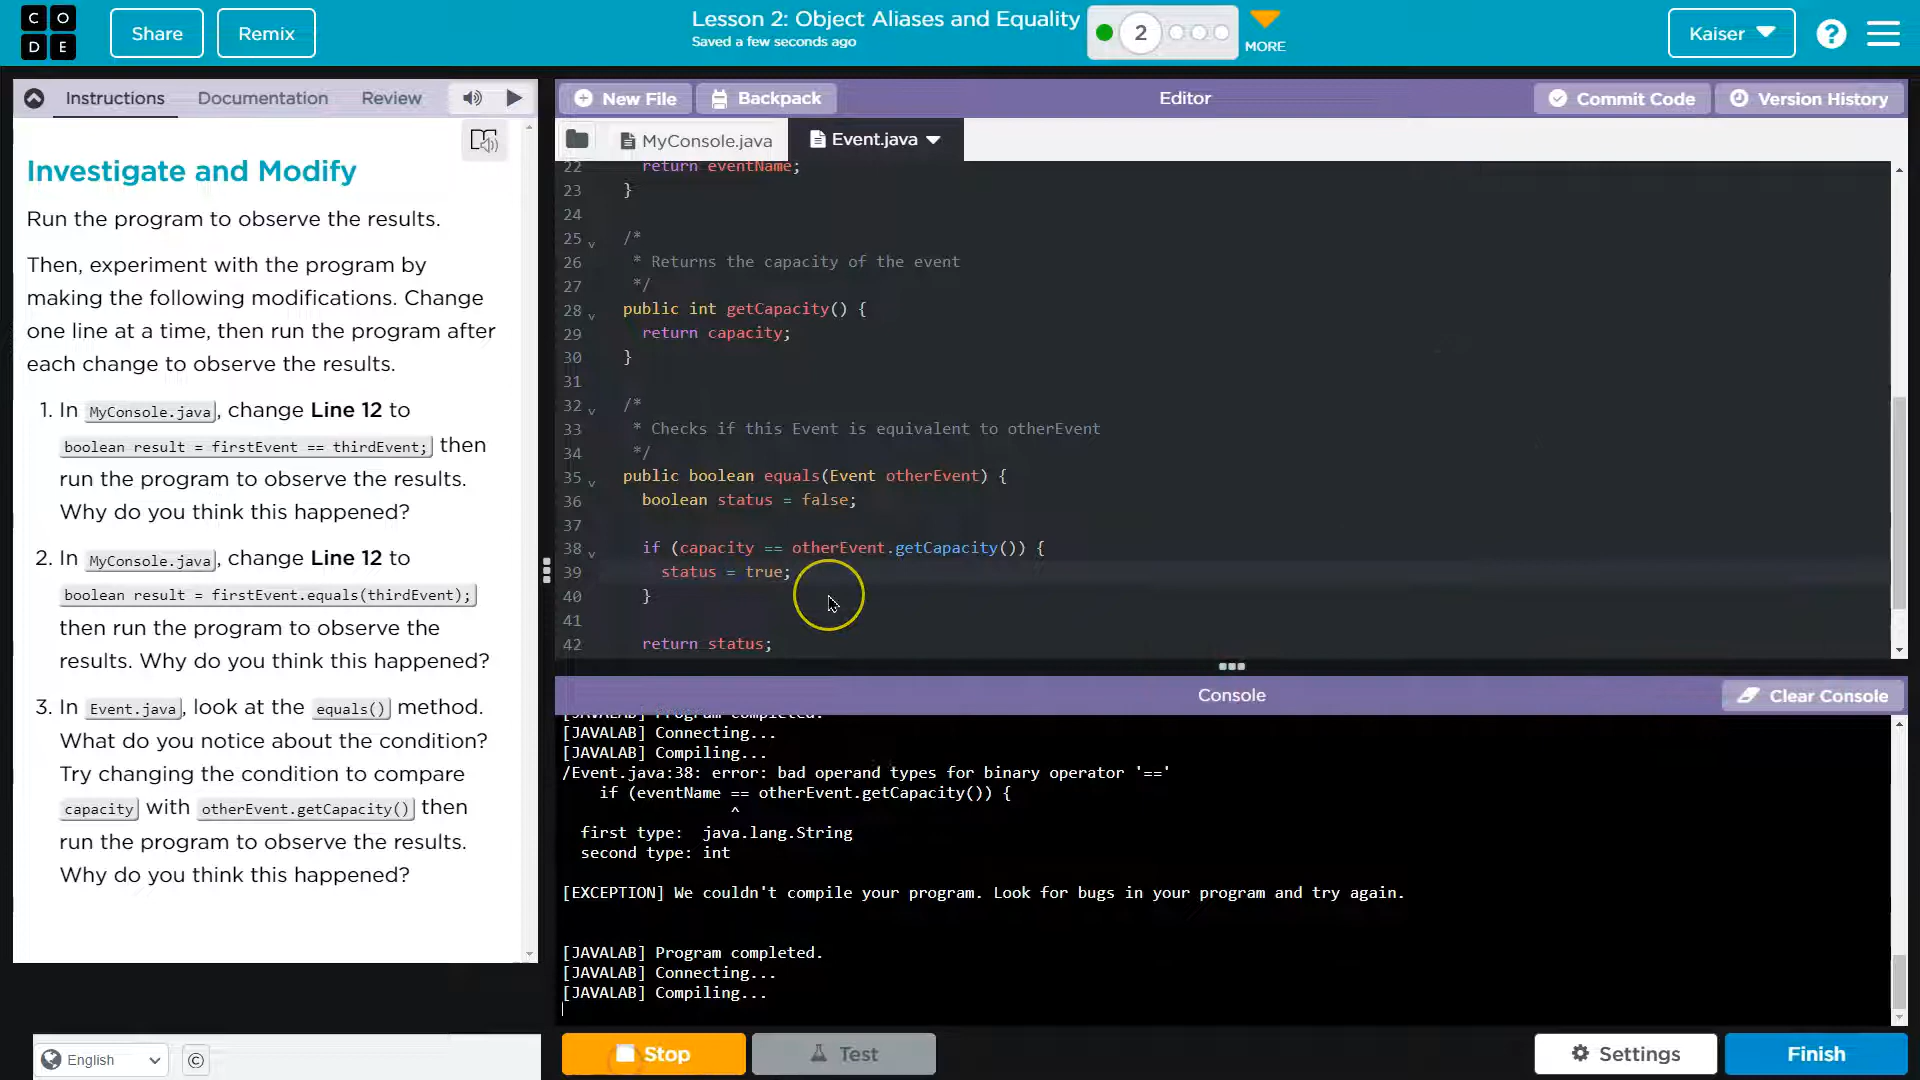 C O
D E
Share
Remix
Lesson 2: Object Aliases and Equality
Saved a few seconds ago
2
MORE
Kaiser
?
Instructions
Documentation
Review
New File
Backpack
Editor
Commit Code
Version History
MyConsole.java
Event.java
Investigate and Modify
Run the program to observe the results.
Then, experiment with the program by
making the following modifications. Change
one line at a time, then run the program after
each change to observe the results.
1. In MyConsole.java, change Line 12 to
boolean result = firstEvent == thirdEvent; then
run the program to observe the results.
Why do you think this happened?
2. In MyConsole.java, change Line 12 to
boolean result = firstEvent.equals(thirdEvent);
then run the program to observe the
results. Why do you think this happened?
3. In Event.java, look at the equals() method.
What do you notice about the condition?
Try changing the condition to compare
capacity with otherEvent.getCapacity() then
run the program to observe the results.
Why do you think this happened?
22 return eventName;
23 }
24
25 /*
26 * Returns the capacity of the event
27 */
28 public int getCapacity() {
29 return capacity;
30 }
31
32 /*
33 * Checks if this Event is equivalent to otherEvent
34 */
35 public boolean equals(Event otherEvent) {
36 boolean status = false;
37
38 if (capacity == otherEvent.getCapacity()) {
39 status = true;
40 }
41
42 return status;
Console
Clear Console
[JAVALAB] Program completed.
[JAVALAB] Connecting...
[JAVALAB] Compiling...
/Event.java:38: error: bad operand types for binary operator '=='
if (eventName == otherEvent.getCapacity()) {
^
first type: java.lang.String
second type: int
[EXCEPTION] We couldn't compile your program. Look for bugs in your program and try again.
[JAVALAB] Program completed.
[JAVALAB] Connecting...
[JAVALAB] Compiling...
English
©
Stop
Test
Settings
Finish